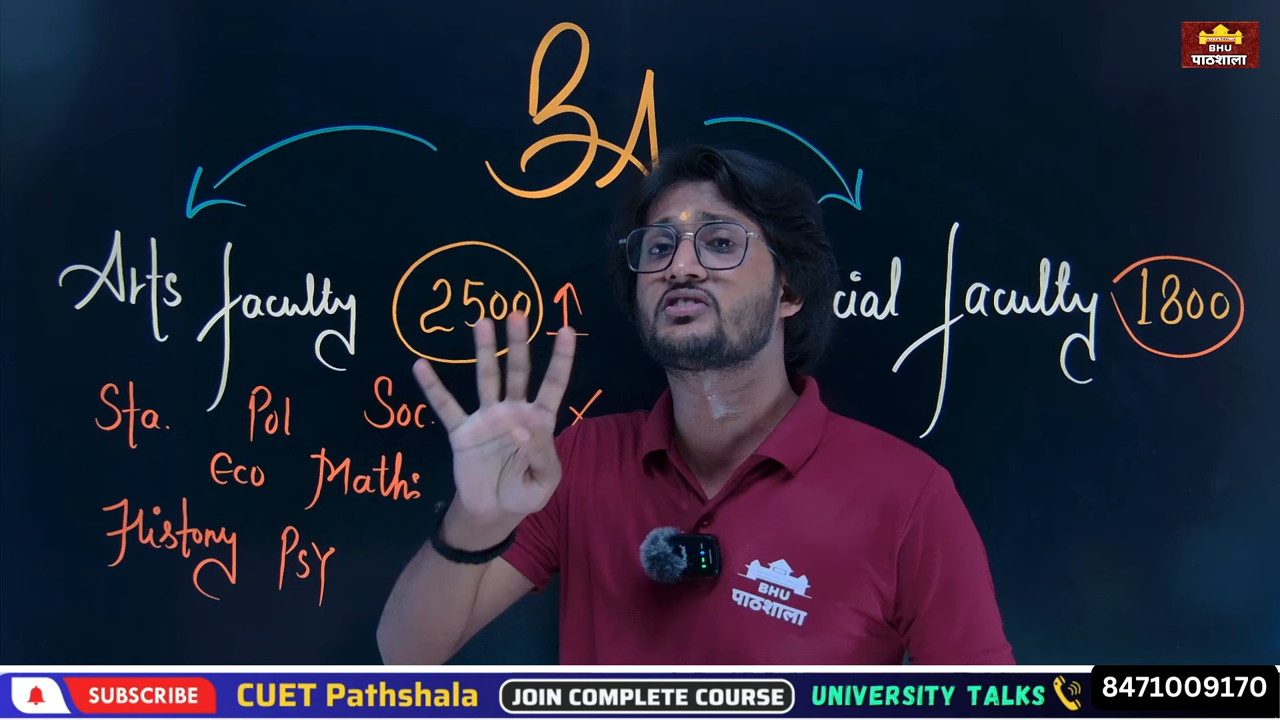 BHU
पाठशाला
BA
Arts faculty 2500 cial faculty 1800
Sta. Pol Soc.
Eco Maths
History Psy
BHU
पाठशाला
SUBSCRIBE CUET Pathshala JOIN COMPLETE COURSE UNIVERSITY TALKS 8471009170